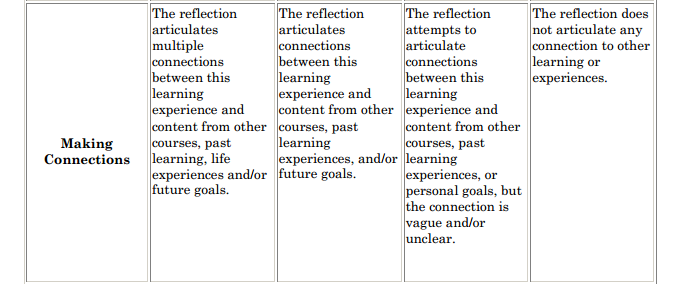 The reflection
articulates
multiple
connections
between this
learning
experience and
content from other
courses, past
learning, life
experiences and/or
future goals.
The reflection
articulates
connections
between this
learning
experience and
content from other
courses, past
learning
experiences, and/or
future goals.
The reflection
attempts to
articulate
connections
between this
learning
experience and
content from other
courses, past
learning
experiences, or
personal goals, but
the connection is
vague and/or
unclear.
The reflection does
not articulate any
connection to other
learning or
experiences.
Making
Connections